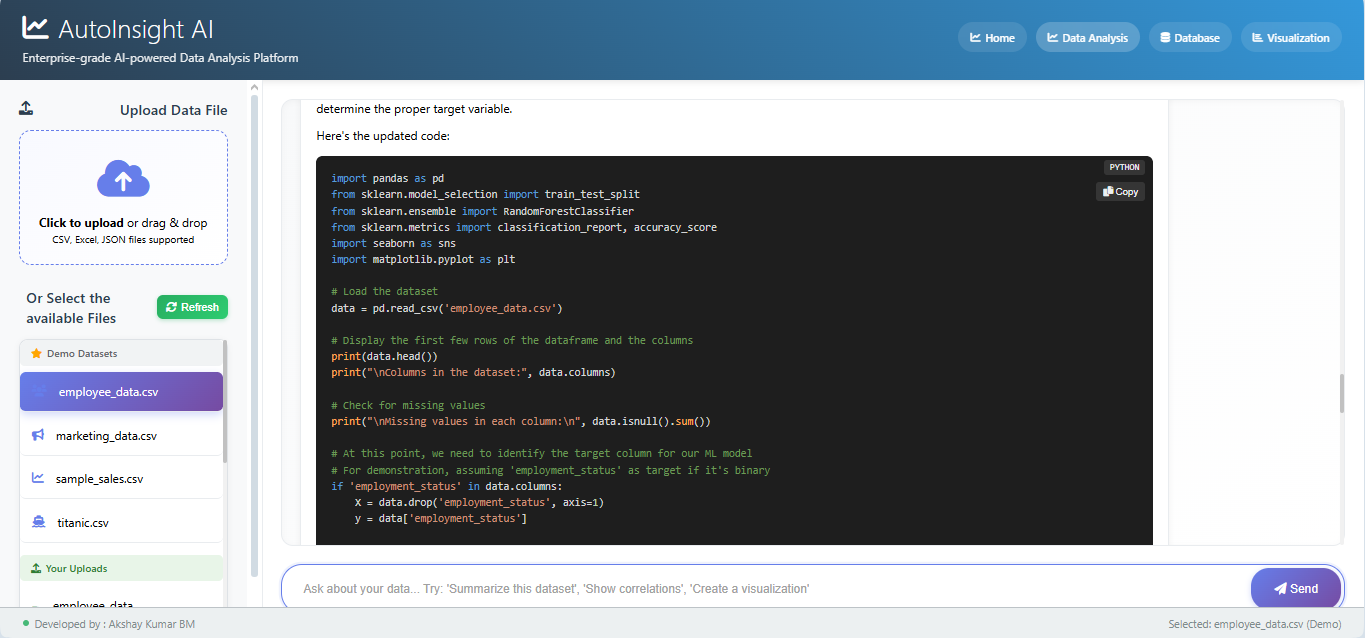 AutoInsight AI
Enterprise-grade AI-powered Data Analysis Platform
Home
Data Analysis
Database
Visualization
Upload Data File
Click to upload or drag & drop
CSV, Excel, JSON files supported
Or Select the
available Files
Refresh
Demo Datasets
employee_data.csv
marketing_data.csv
sample_sales.csv
titanic.csv
Your Uploads
employee_data
determine the proper target variable.
Here's the updated code:
PYTHON
Copy
import pandas as pd
from sklearn.model_selection import train_test_split
from sklearn.ensemble import RandomForestClassifier
from sklearn.metrics import classification_report, accuracy_score
import seaborn as sns
import matplotlib.pyplot as plt
# Load the dataset
data = pd.read_csv('employee_data.csv')
# Display the first few rows of the dataframe and the columns
print(data.head())
print("\nColumns in the dataset:", data.columns)
# Check for missing values
print("\nMissing values in each column:\n", data.isnull().sum())
# At this point, we need to identify the target column for our ML model
# For demonstration, assuming 'employment_status' as target if it's binary
if 'employment_status' in data.columns:
    X = data.drop('employment_status', axis=1)
    y = data['employment_status']
Ask about your data... Try: 'Summarize this dataset', 'Show correlations', 'Create a visualization'
Send
Developed by : Akshay Kumar BM
Selected: employee_data.csv (Demo)